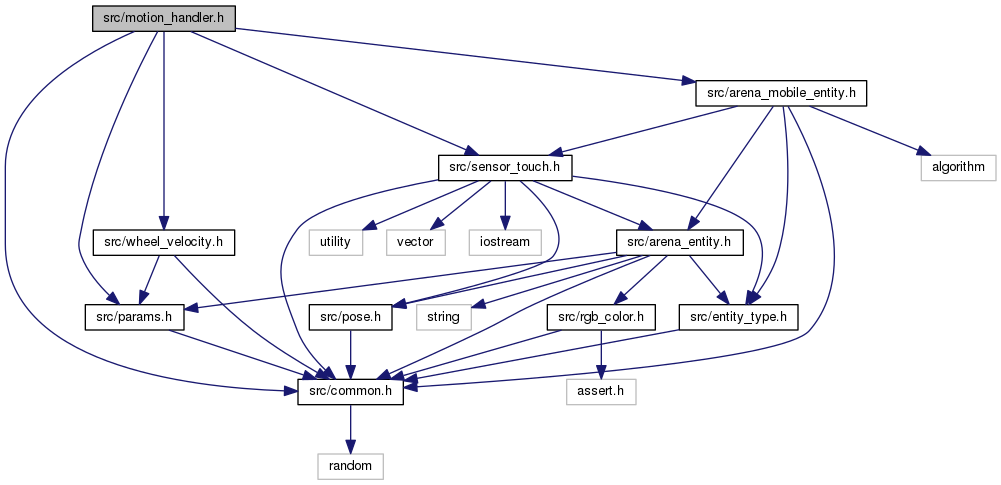 src/motion_handler.h
src/arena_mobile_entity.h
src/sensor_touch.h
algorithm
src/wheel_velocity.h
utility
vector
iostream
src/arena_entity.h
src/params.h
src/pose.h
string
src/rgb_color.h
src/entity_type.h
src/common.h
assert.h
random